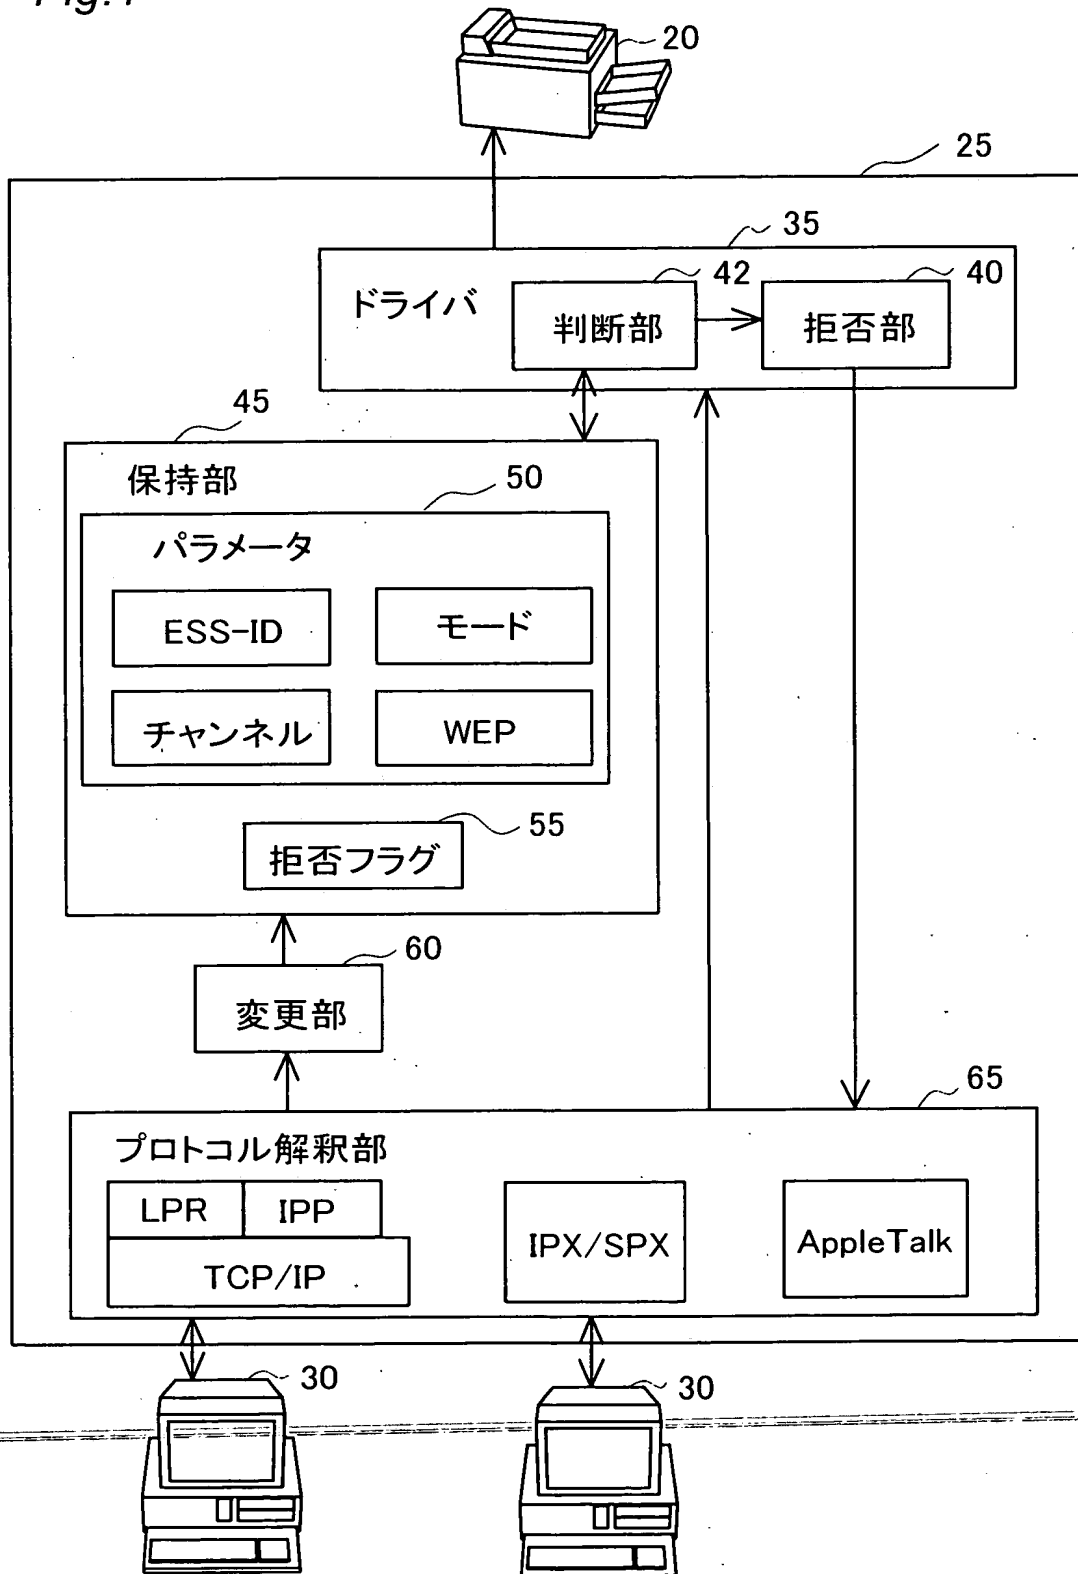 Fig.1
20
25
35
ドライバ
42
判断部
40
拒否部
45
保持部
50
パラメータ
ESS-ID
モード
チャンネル
WEP
55
拒否フラグ
60
変更部
65
プロトコル解釈部
LPR
IPP
TCP/IP
IPX/SPX
AppleTalk
30
30